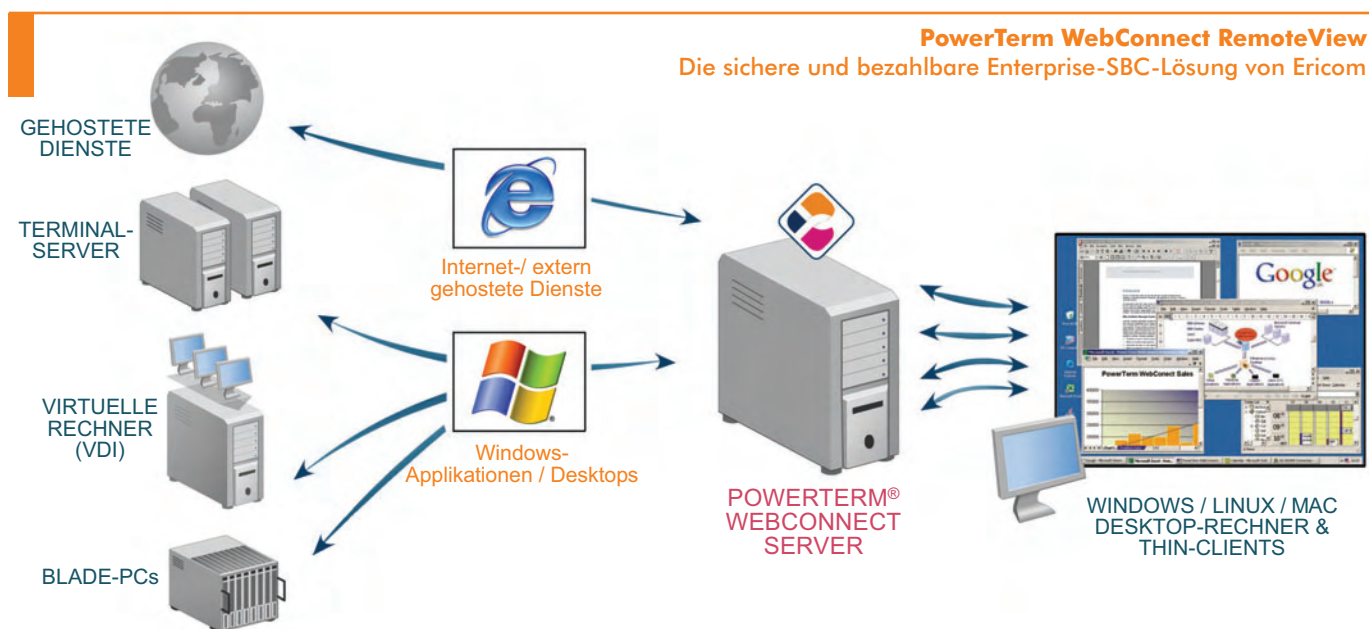 PowerTerm WebConnect RemoteView
Die sichere und bezahlbare Enterprise-SBC-Lösung von Ericom
GEHOSTETE
DIENSTE
TERMINAL-
SERVER
VIRTUELLE
RECHNER
(VDI)
BLADE-PCs
Internet-/ extern
gehostete Dienste
Windows-
Applikationen / Desktops
POWERTERM®
WEBCONNECT
SERVER
Google
PowerTerm WebConect Sales
WINDOWS / LINUX / MAC
DESKTOP-RECHNER &
THIN-CLIENTS